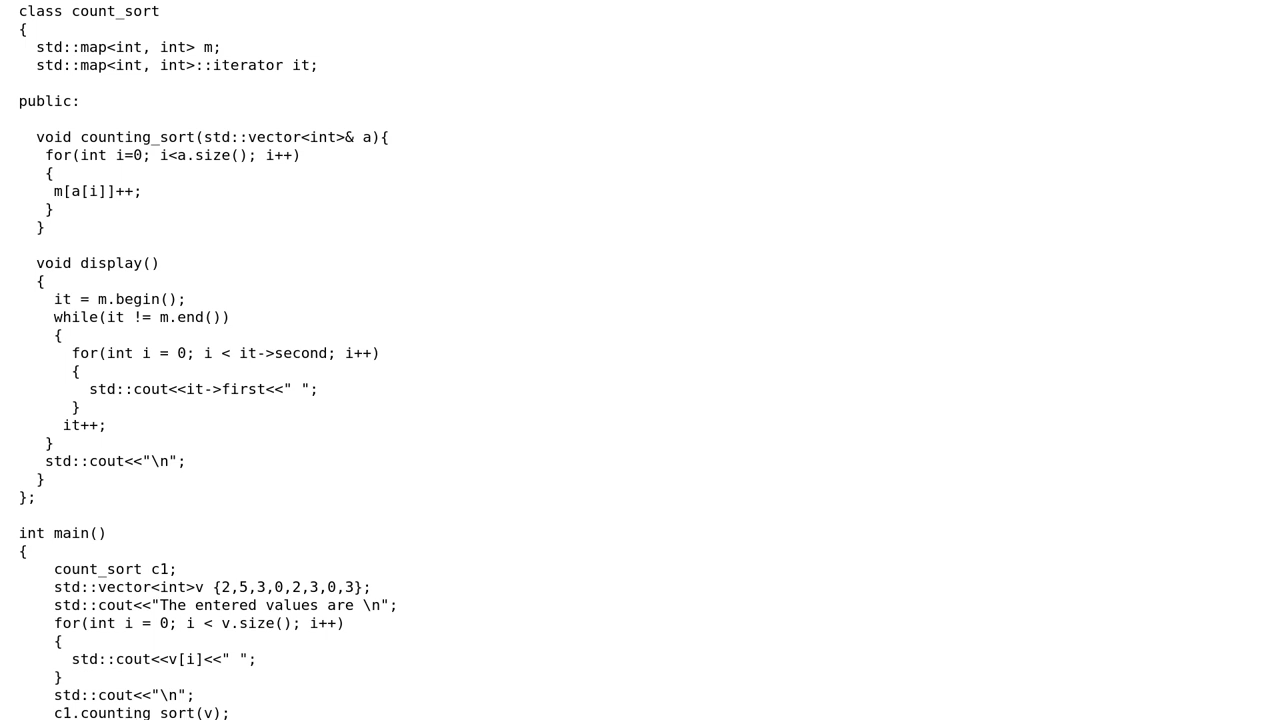 class count_sort
{
  std::map<int, int> m;
  std::map<int, int>::iterator it;

public:

  void counting_sort(std::vector<int>& a){
   for(int i=0; i<a.size(); i++)
   {
    m[a[i]]++;
   }
  }

  void display()
  {
    it = m.begin();
    while(it != m.end())
    {
      for(int i = 0; i < it->second; i++)
      {
        std::cout<<it->first<<" ";
      }
     it++;
   }
   std::cout<<"\n";
  }
};

int main()
{
    count_sort c1;
    std::vector<int>v {2,5,3,0,2,3,0,3};
    std::cout<<"The entered values are \n";
    for(int i = 0; i < v.size(); i++)
    {
      std::cout<<v[i]<<" ";
    }
    std::cout<<"\n";
    c1.counting_sort(v);